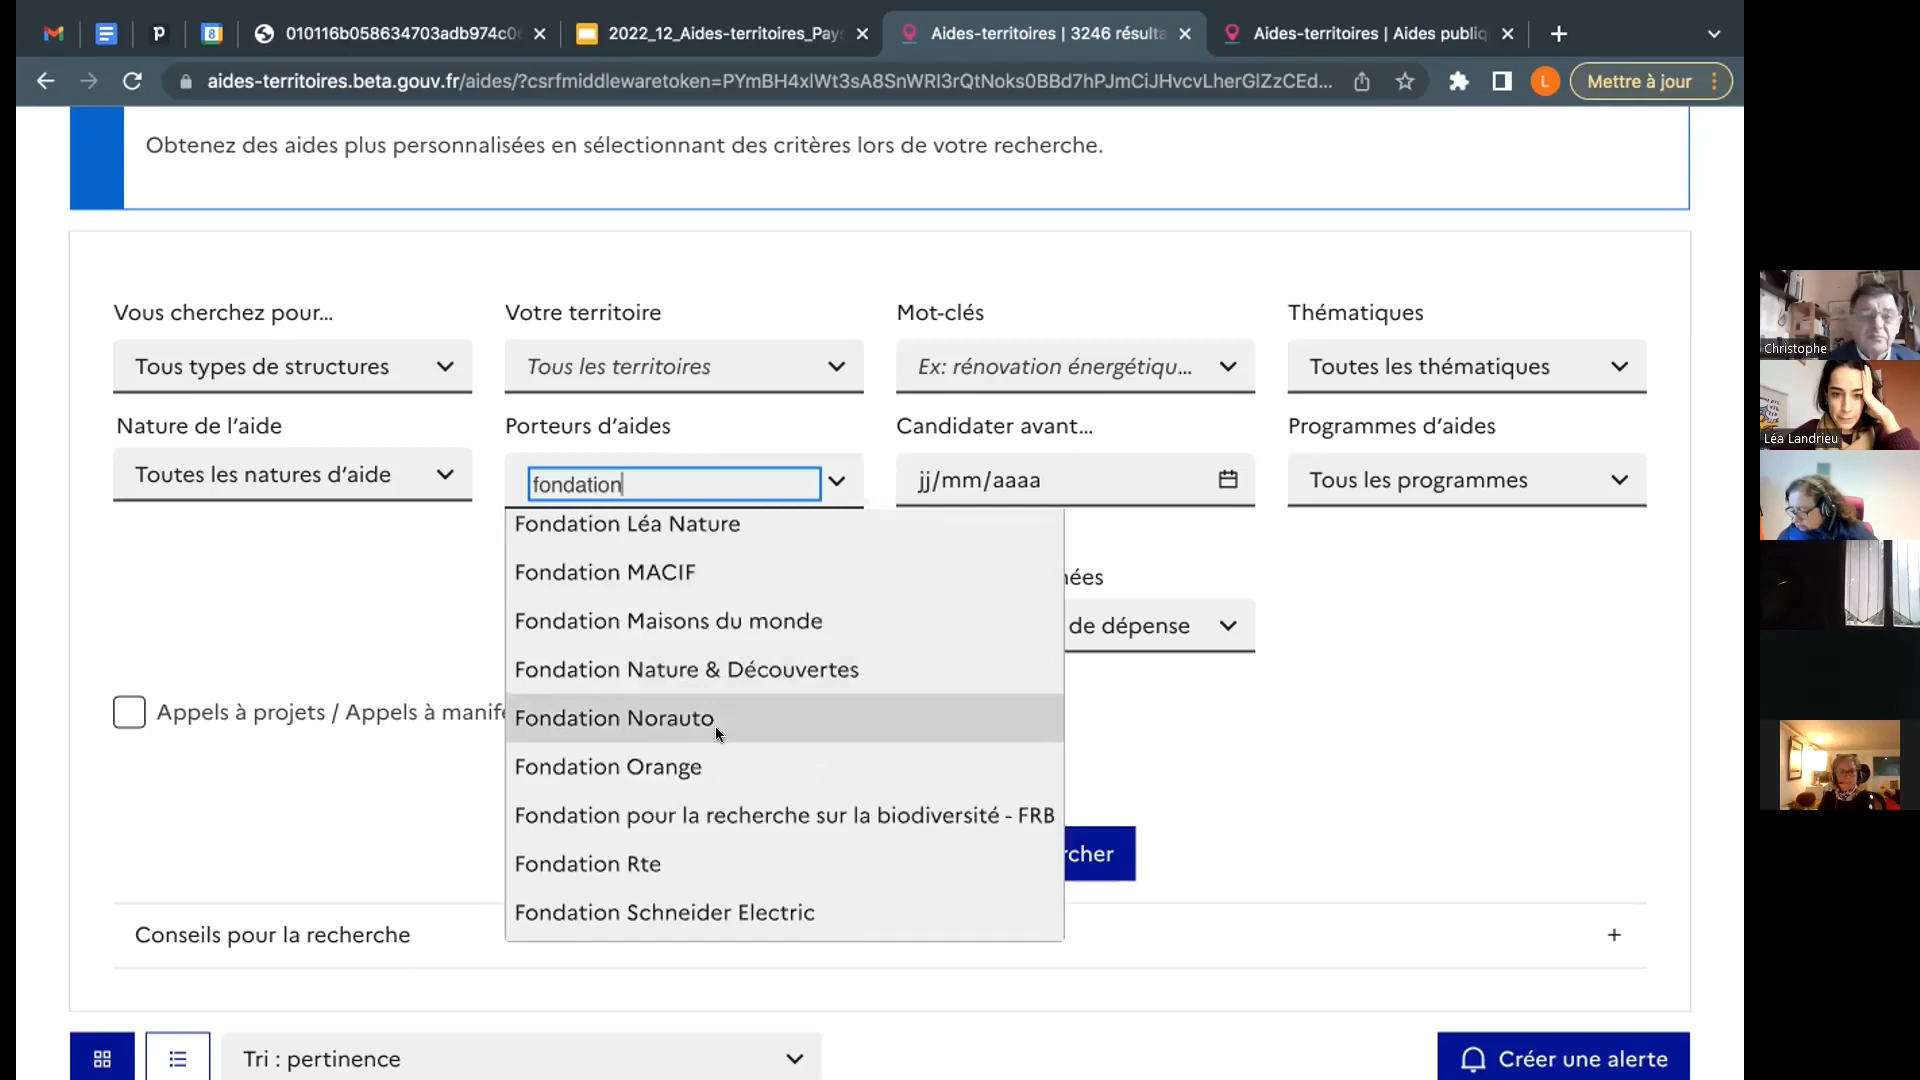 010116b058634703adb974c0
2022_12_Aides-territoires_Pay
Aides-territoires | 3246 résulta
Aides-territoires | Aides publiq
aides-territoires.beta.gouv.fr/aides/?csrfmiddlewaretoken=PYmBH4xlWt3sA8SnWRI3rQtNoks0BBd7hPJmCiJHvcvLherGlZzCEd...
L
Mettre à jour
Obtenez des aides plus personnalisées en sélectionnant des critères lors de votre recherche.
Vous cherchez pour...
Votre territoire
Mot-clés
Thématiques
Tous types de structures
Tous les territoires
Ex: rénovation énergétiqu...
Toutes les thématiques
Nature de l’aide
Porteurs d’aides
Candidater avant...
Programmes d’aides
Toutes les natures d’aide
fondation
jj/mm/aaaa
Tous les programmes
Fondation Léa Nature
Fondation MACIF
Fondation Maisons du monde
Fondation Nature & Découvertes
Fondation Norauto
Fondation Orange
Fondation pour la recherche sur la biodiversité - FRB
Fondation Rte
Fondation Schneider Electric
nées
de dépense
Appels à projets / Appels à manife
rcher
Conseils pour la recherche
+
Tri : pertinence
Créer une alerte
Christophe
Léa Landrieu